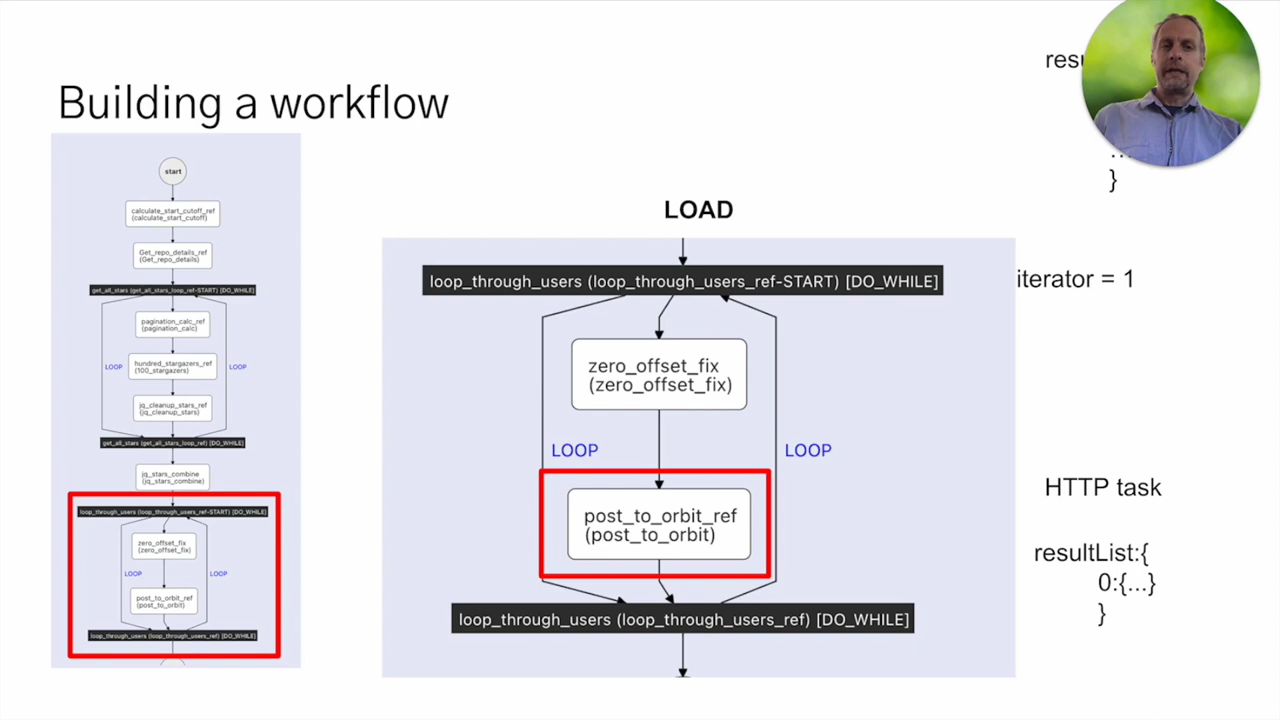 Building a workflow
start
calculate_start_cutoff_ref
(calculate_start_cutoff)
Get_repo_details_ref
(Get_repo_details)
get_all_stars (get_all_stars_loop_ref-START) [DO_WHILE]
pagination_calc_ref
(pagination_calc)
LOOP
hundred_stargazers_ref
(100_stargazers)
LOOP
jq_cleanup_stars_ref
(jq_cleanup_stars)
get_all_stars (get_all_stars_loop_ref) [DO_WHILE]
jq_stars_combine
(jq_stars_combine)
loop_through_users (loop_through_users_ref-START) [DO_WHILE]
zero_offset_fix
(zero_offset_fix)
LOOP
LOOP
post_to_orbit_ref
(post_to_orbit)
loop_through_users (loop_through_users_ref) [DO_WHILE]
LOAD
loop_through_users (loop_through_users_ref-START) [DO_WHILE]
zero_offset_fix
(zero_offset_fix)
LOOP
LOOP
post_to_orbit_ref
(post_to_orbit)
loop_through_users (loop_through_users_ref) [DO_WHILE]
}
iterator = 1
HTTP task
resultList:{
0:{...}
}